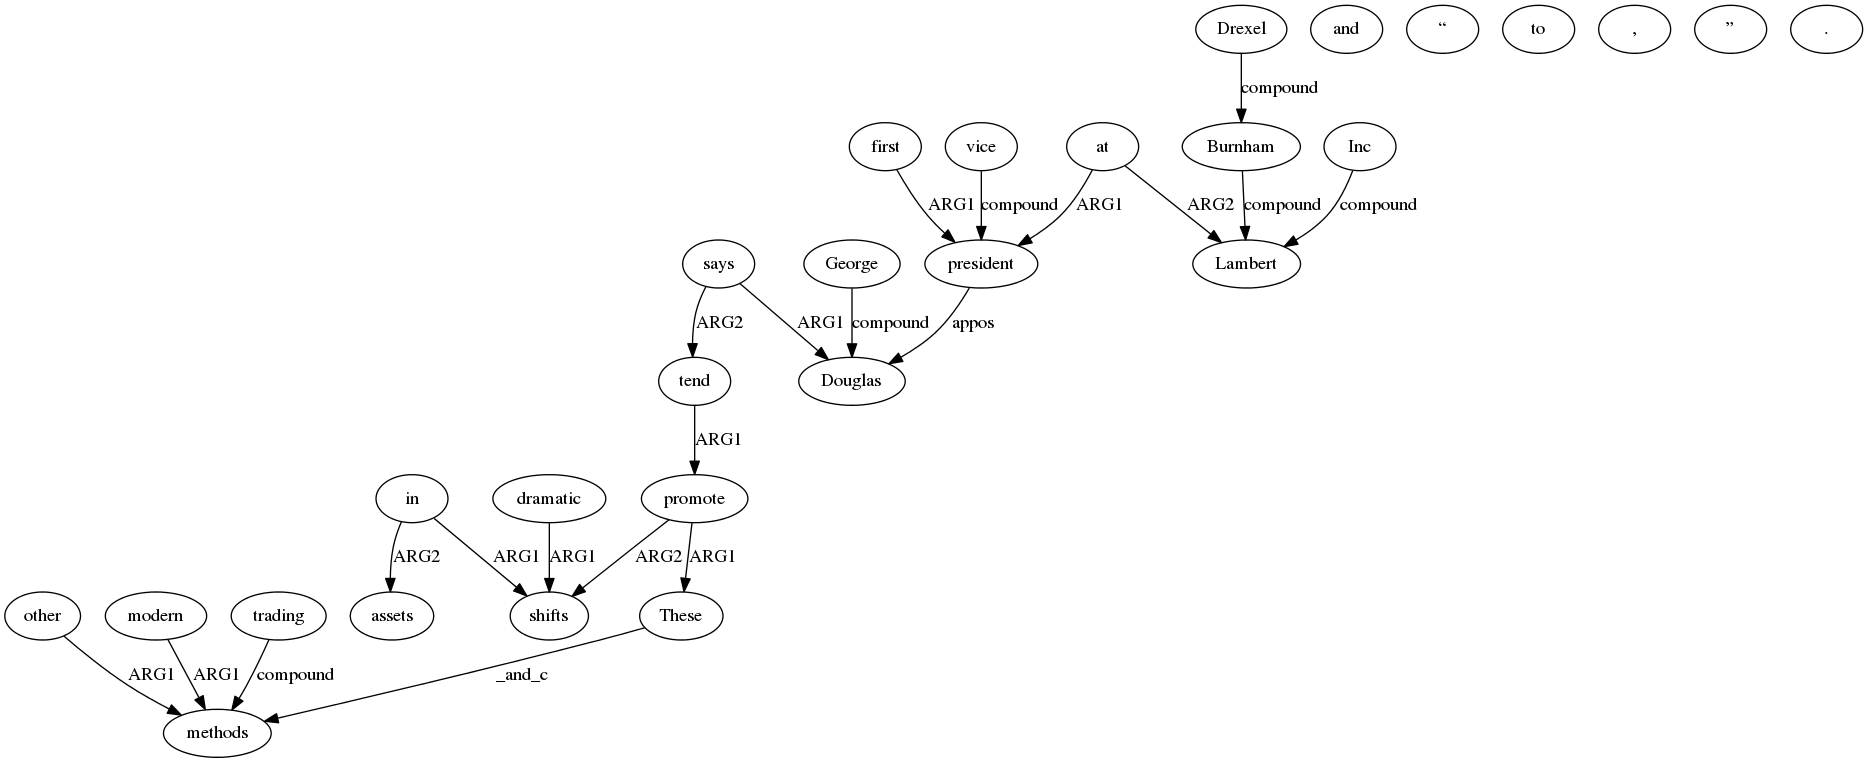 Drexel and “ to , ” .
compound
first vice at Burnham Inc
ARG1 compound ARG1 ARG2 compound compound
says George president Lambert
ARG2 ARG1 compound appos
tend Douglas
ARG1
in dramatic promote
ARG2 ARG1 ARG1 ARG2 ARG1
other modern trading assets shifts These
ARG1 ARG1 compound _and_c
methods